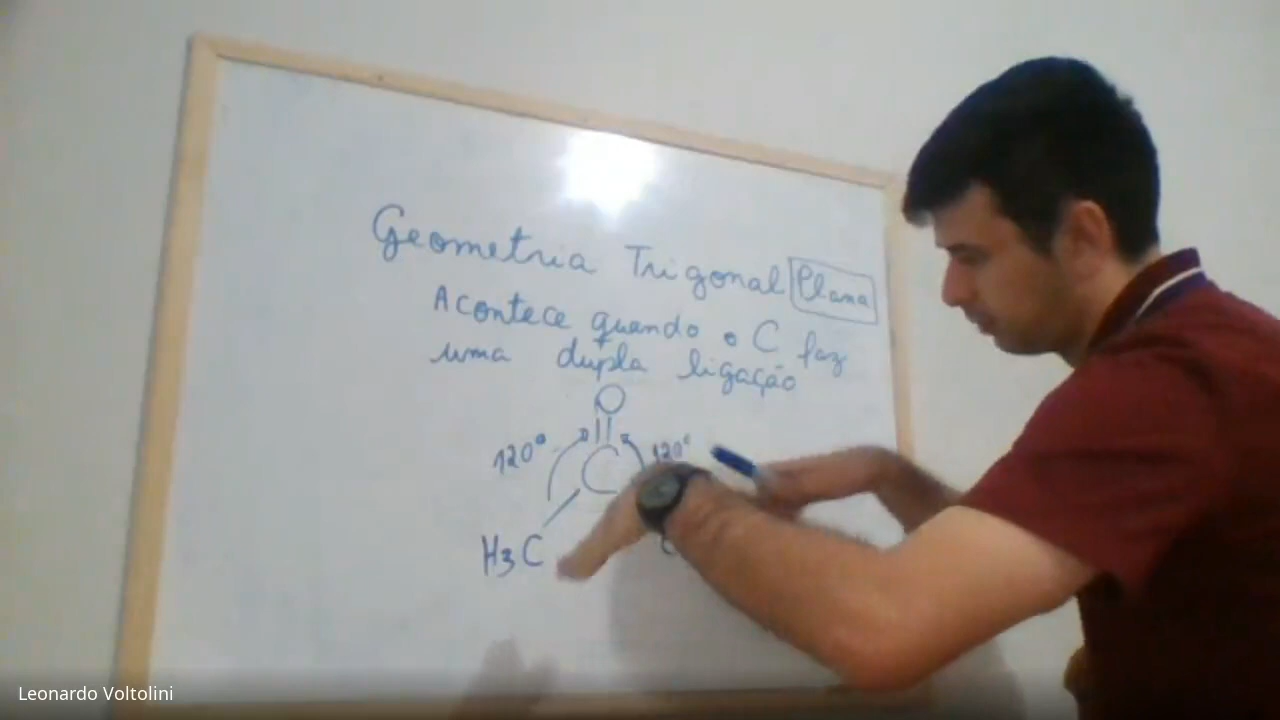 Geometria Trigonal Plana
Acontece quando o C faz
uma dupla ligação
O
120° C 120°
H3C
Leonardo Voltolini